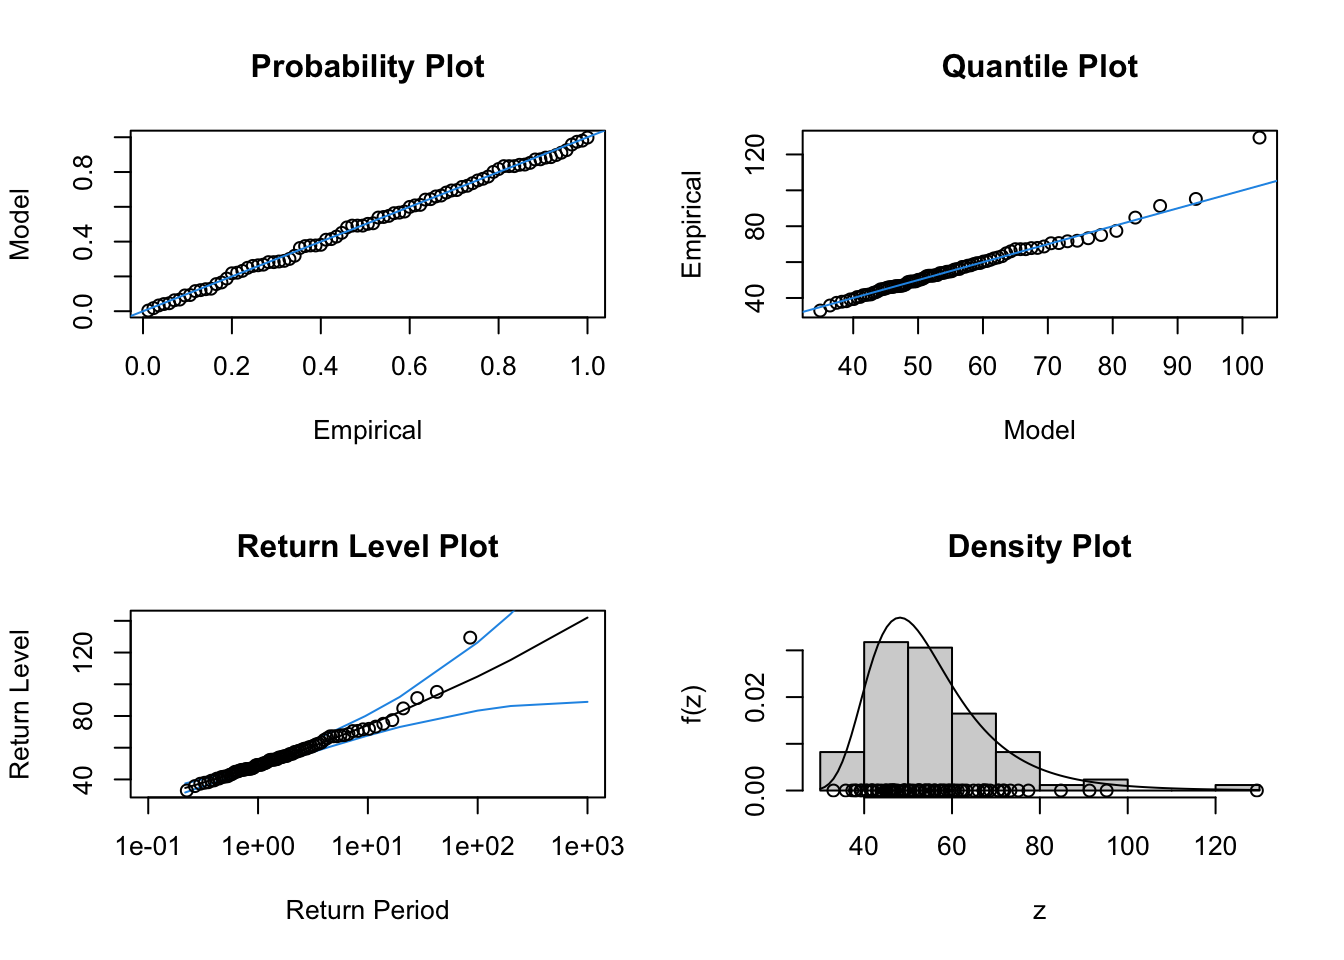 Probability Plot
Model
0.0 0.4 0.8
0.0 0.2 0.4 0.6 0.8 1.0
Empirical
Quantile Plot
Empirical
40 80 120
40 50 60 70 80 90 100
Model
Return Level Plot
Return Level
40 80 120
1e-01 1e+00 1e+01 1e+02 1e+03
Return Period
Density Plot
f(z)
0.00 0.02
40 60 80 100 120
z